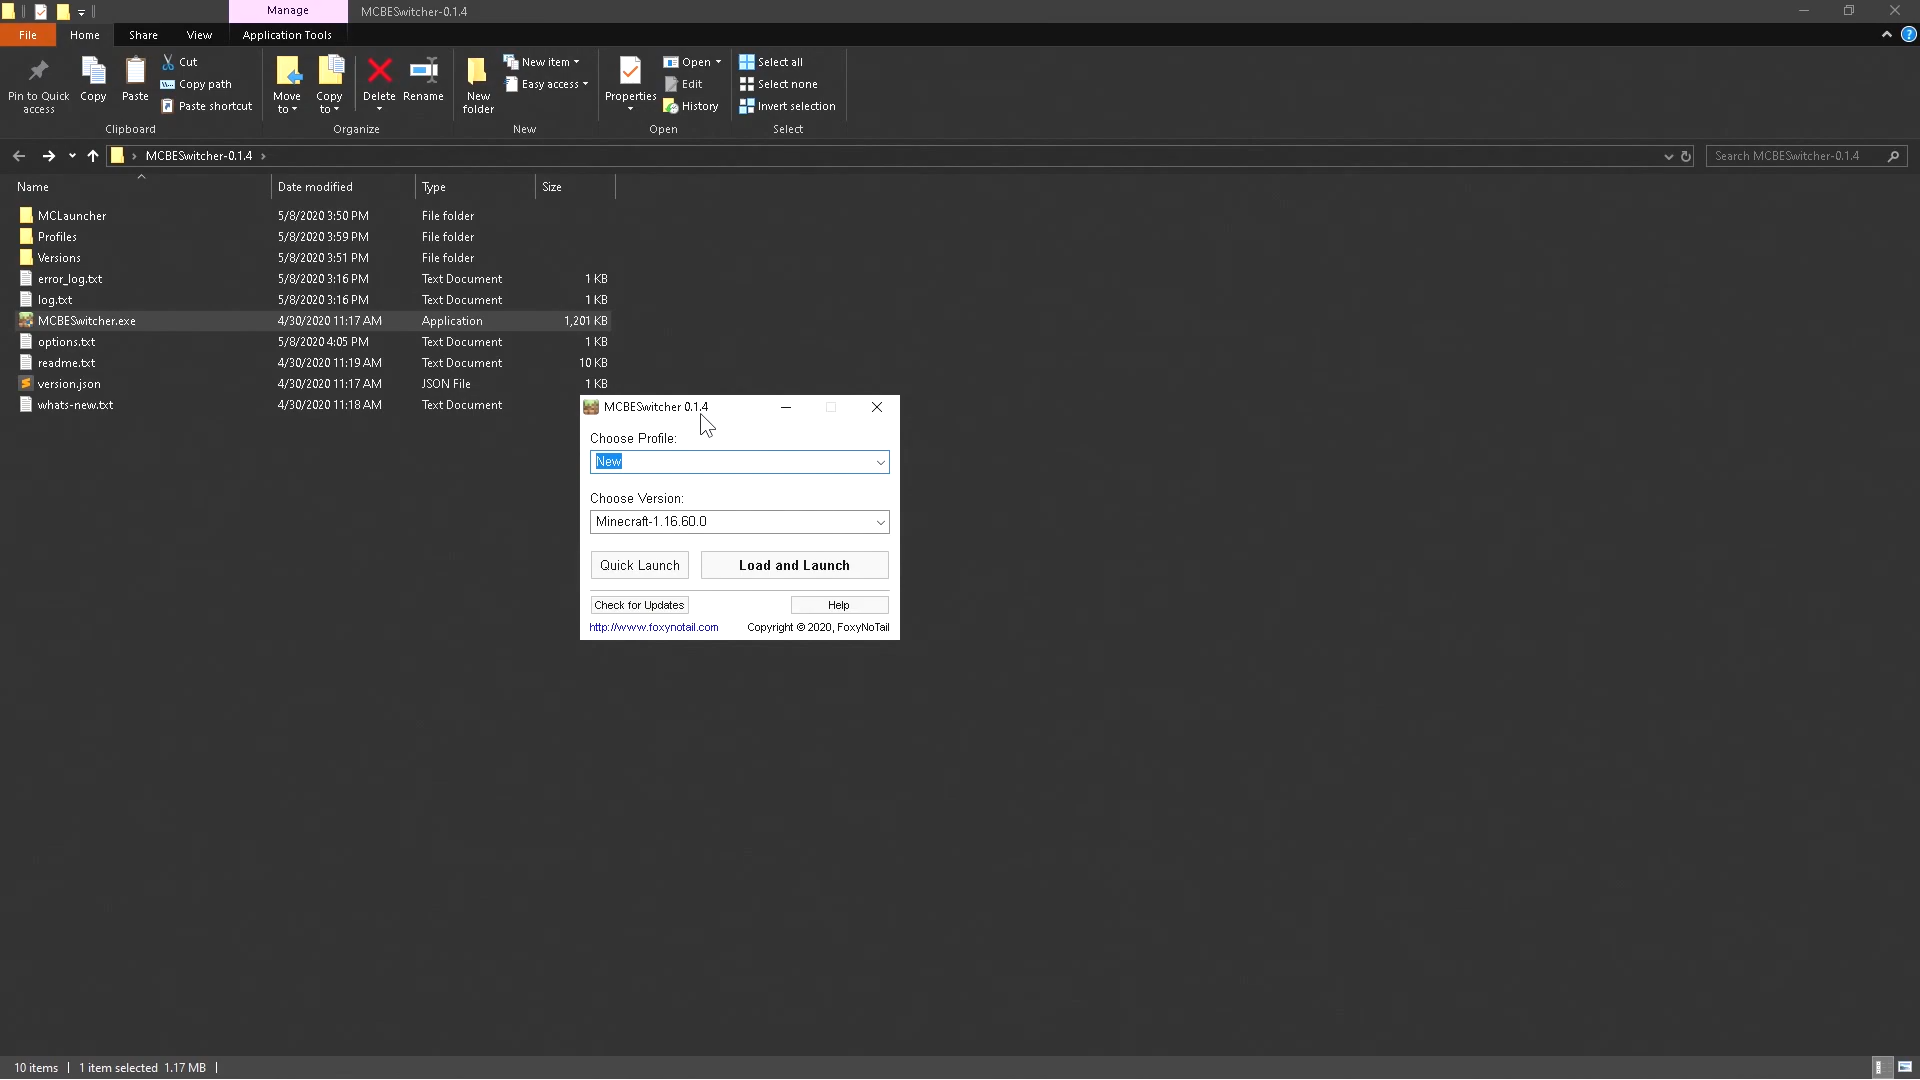 Manage
MCBESwitcher-0.1.4
File
Home
Share
View
Application Tools
Pin to Quick access
Copy
Paste
Cut
Copy path
Paste shortcut
Clipboard
Move to
Copy to
Delete
Rename
Organize
New folder
New item
Easy access
New
Properties
Open
Edit
History
Open
Select all
Select none
Invert selection
Select
MCBESwitcher-0.1.4
Search MCBESwitcher-0.1.4
Name Date modified Type Size
MCLauncher 5/8/2020 3:50 PM File folder
Profiles 5/8/2020 3:59 PM File folder
Versions 5/8/2020 3:51 PM File folder
error_log.txt 5/8/2020 3:16 PM Text Document 1 KB
log.txt 5/8/2020 3:16 PM Text Document 1 KB
MCBESwitcher.exe 4/30/2020 11:17 AM Application 1,201 KB
options.txt 5/8/2020 4:05 PM Text Document 1 KB
readme.txt 4/30/2020 11:19 AM Text Document 10 KB
version.json 4/30/2020 11:17 AM JSON File 1 KB
whats-new.txt 4/30/2020 11:18 AM Text Document
MCBESwitcher 0.1.4
Choose Profile:
New
Choose Version:
Minecraft-1.16.60.0
Quick Launch
Load and Launch
Check for Updates
Help
http://www.foxynotail.com
Copyright © 2020, FoxyNoTail
10 items
1 item selected 1.17 MB